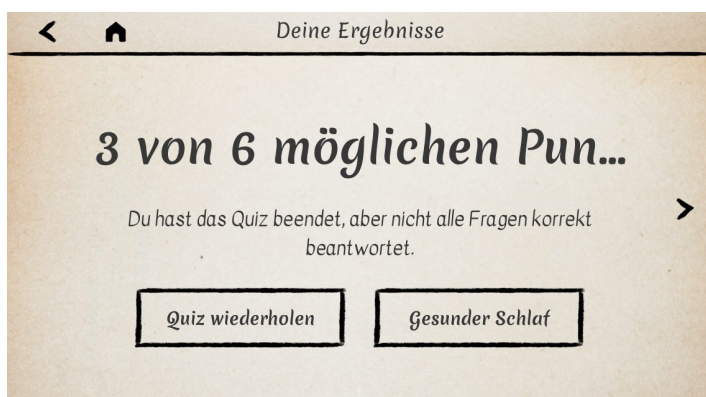 Deine Ergebnisse
3 von 6 möglichen Pun...
Du hast das Quiz beendet, aber nicht alle Fragen korrekt
beantwortet.
Quiz wiederholen
Gesunder Schlaf